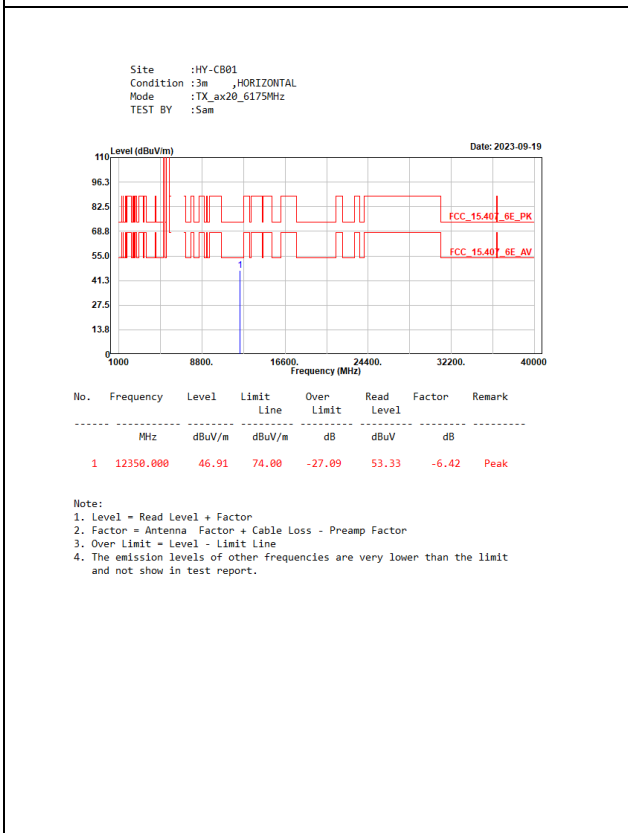 Site :HY-CB01
Condition :3m ,HORIZONTAL
Mode :TX_ax20_6175MHz
TEST BY :Sam
Level (dBuV/m) Date: 2023-09-19
110
96.3
82.5
FCC_15.407_6E_PK
68.8
55.0
FCC_15.407_6E_AV
1
41.3
27.5
13.8
0
1000 8800. 16600. 24400. 32200. 40000
Frequency (MHz)
No. Frequency Level Limit Over Read Factor Remark
Line Limit Level
------ ----------- -------- -------- --------- --------- -------- ---------
MHz dBuV/m dBuV/m dB dBuV dB
1 12350.000 46.91 74.00 -27.09 53.33 -6.42 Peak
Note:
1. Level = Read Level + Factor
2. Factor = Antenna Factor + Cable Loss - Preamp Factor
3. Over Limit = Level - Limit Line
4. The emission levels of other frequencies are very lower than the limit
and not show in test report.